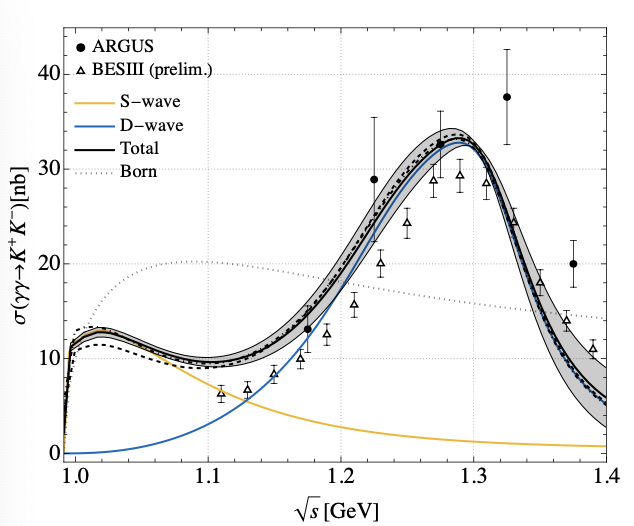 ARGUS
BESIII (prelim.)
S−wave
D−wave
Total
Born
σ(γγ→K⁺K⁻)[nb]
40
30
20
10
0
1.0 1.1 1.2 1.3 1.4
√s [GeV]